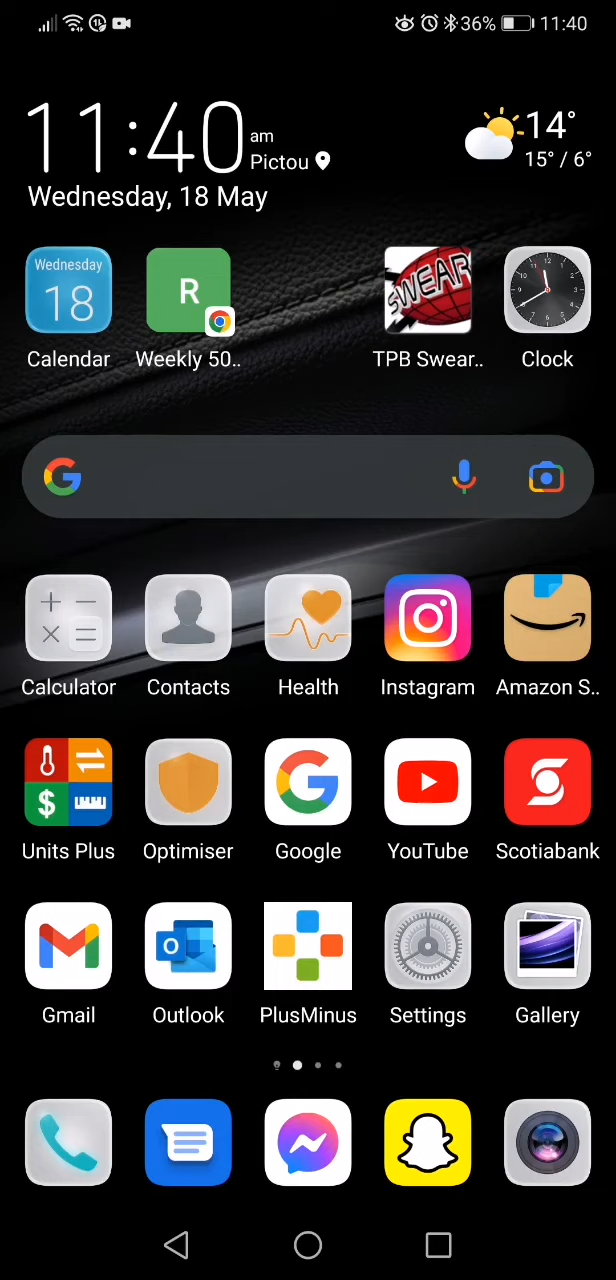 36% 11:40
11:40 am
Pictou
14°
15° / 6°
Wednesday, 18 May
Wednesday
18
R
SWEAR
12
Calendar Weekly 50.. TPB Swear.. Clock
G
Calculator Contacts Health Instagram Amazon S..
$
Units Plus Optimiser Google YouTube Scotiabank
O
Gmail Outlook PlusMinus Settings Gallery